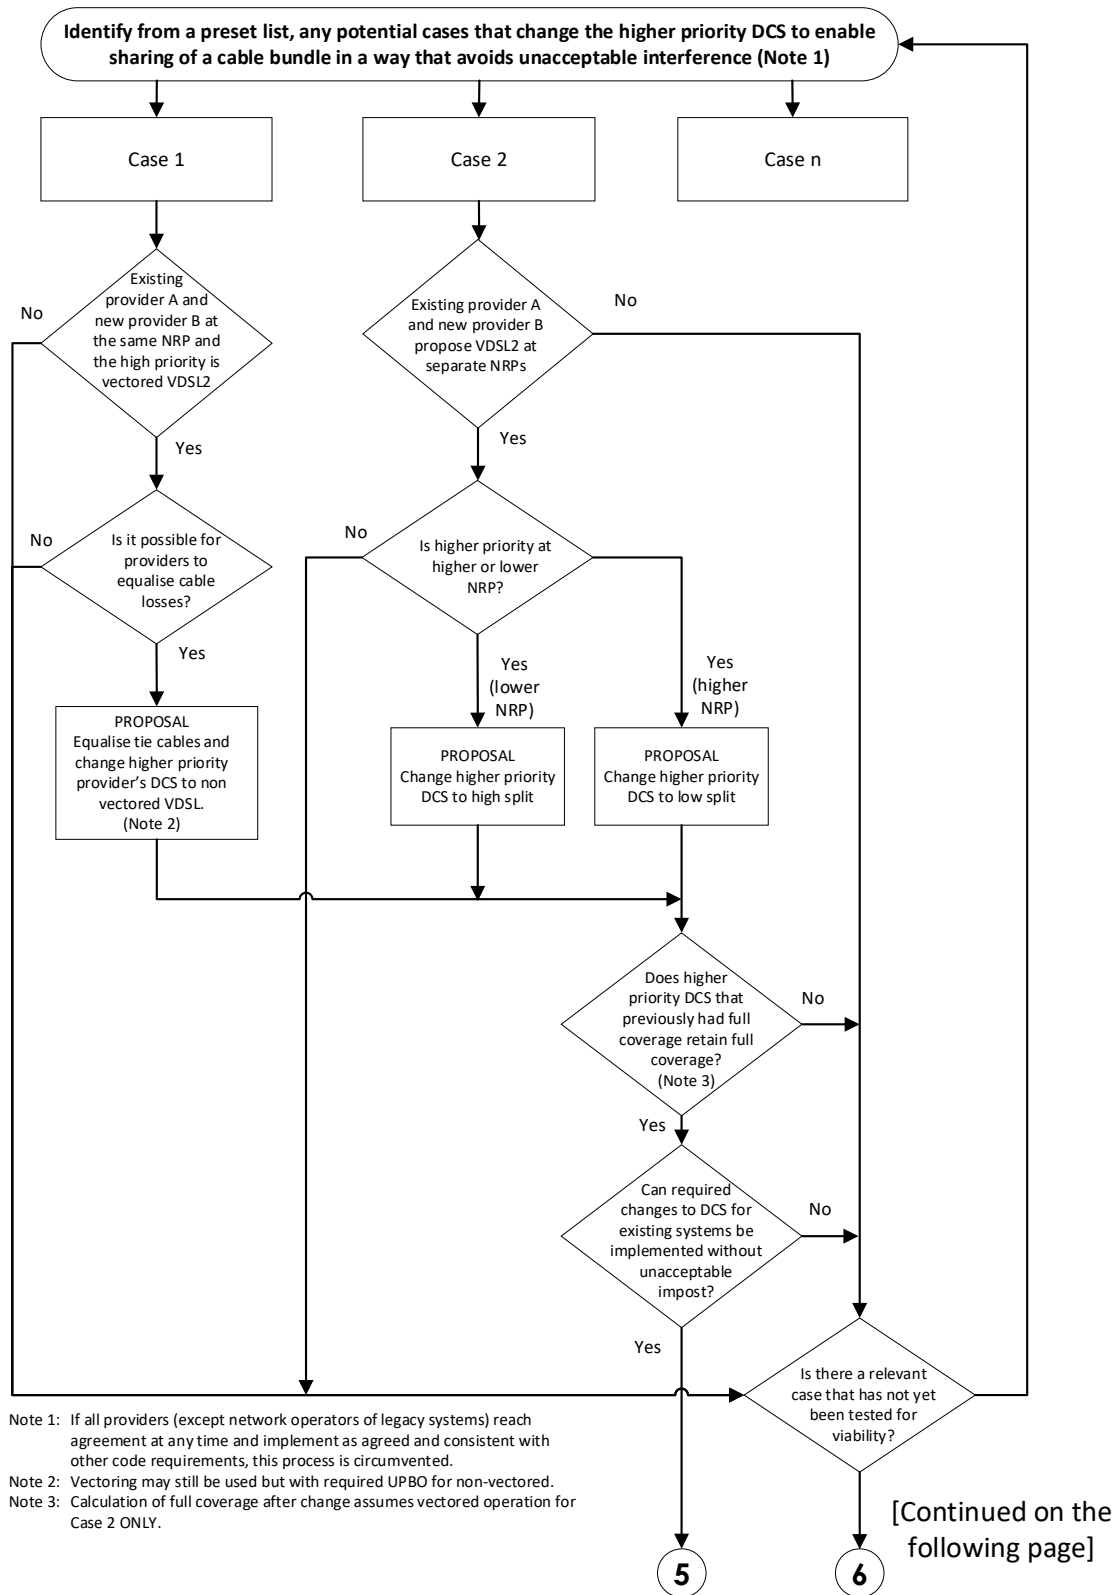 Identify from a preset list, any potential cases that change the higher priority DCS to enable
sharing of a cable bundle in a way that avoids unacceptable interference (Note 1)
Case 1
Case 2
Case n
Existing
provider A and
new provider B at
the same NRP and
the high priority is
vectored VDSL2
No
Yes
Existing provider A
and new provider B
propose VDSL2 at
separate NRPs
No
Yes
Is it possible for
providers to
equalise cable
losses?
No
Yes
Is higher priority at
higher or lower
NRP?
No
Yes
(lower
NRP)
Yes
(higher
NRP)
PROPOSAL
Equalise tie cables and
change higher priority
provider's DCS to non
vectored VDSL.
(Note 2)
PROPOSAL
Change higher priority
DCS to high split
PROPOSAL
Change higher priority
DCS to low split
Does higher
priority DCS that
previously had full
coverage retain full
coverage?
(Note 3)
No
Yes
Can required
changes to DCS for
existing systems be
implemented without
unacceptable
impost?
No
Yes
Is there a relevant
case that has not yet
been tested for
viability?
Note 1: If all providers (except network operators of legacy systems) reach
agreement at any time and implement as agreed and consistent with
other code requirements, this process is circumvented.
Note 2: Vectoring may still be used but with required UPBO for non-vectored.
Note 3: Calculation of full coverage after change assumes vectored operation for
Case 2 ONLY.
[Continued on the
following page]
5
6